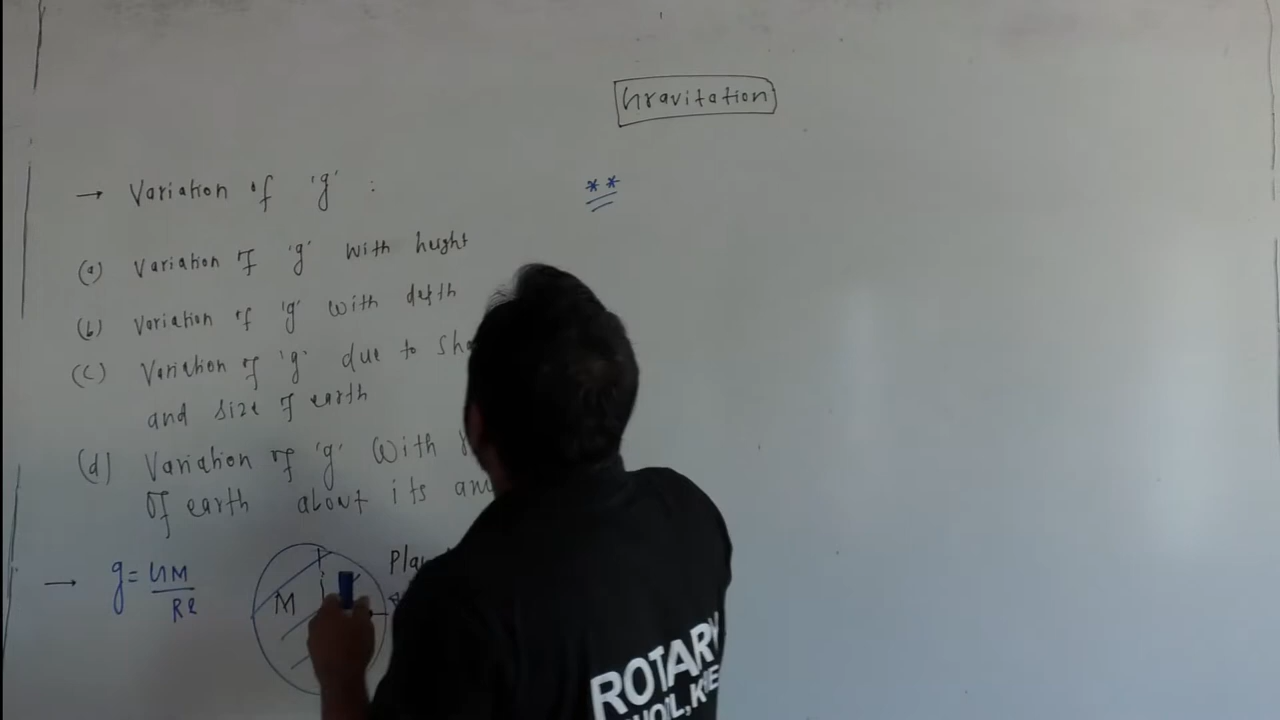 Gravitation
→ Variation of 'g' :
**
(a) Variation of 'g' with height
(b) Variation of 'g' with depth
(c) Variation of 'g' due to
and size of earth
(d) Variation of 'g' with
of earth about its
→ g = GM
R2
M
ROTARY